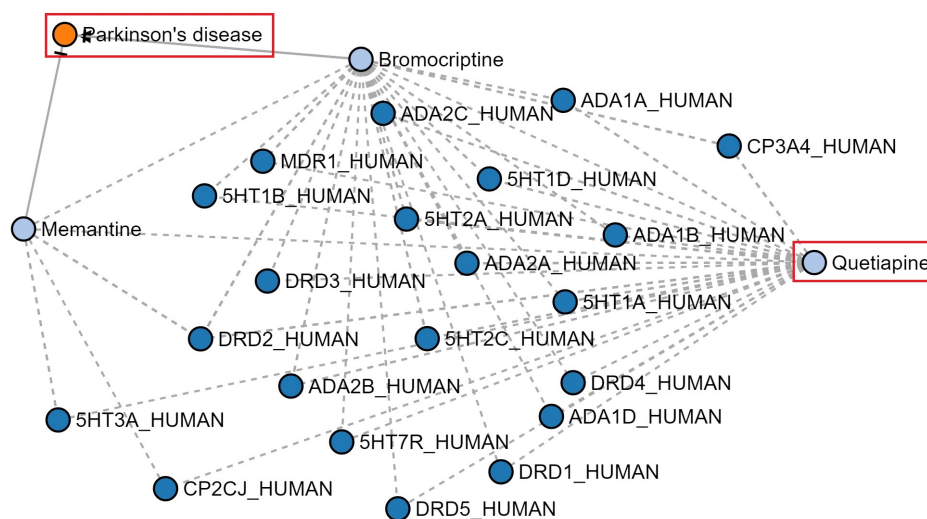 Parkinson's disease
Bromocriptine
ADA1A_HUMAN
ADA2C_HUMAN
CP3A4_HUMAN
MDR1_HUMAN
5HT1D_HUMAN
5HT1B_HUMAN
5HT2A_HUMAN
Memantine
ADA1B_HUMAN
ADA2A_HUMAN
Quetiapine
DRD3_HUMAN
5HT1A_HUMAN
DRD2_HUMAN
5HT2C_HUMAN
ADA2B_HUMAN
DRD4_HUMAN
5HT3A_HUMAN
ADA1D_HUMAN
5HT7R_HUMAN
DRD1_HUMAN
CP2CJ_HUMAN
DRD5_HUMAN